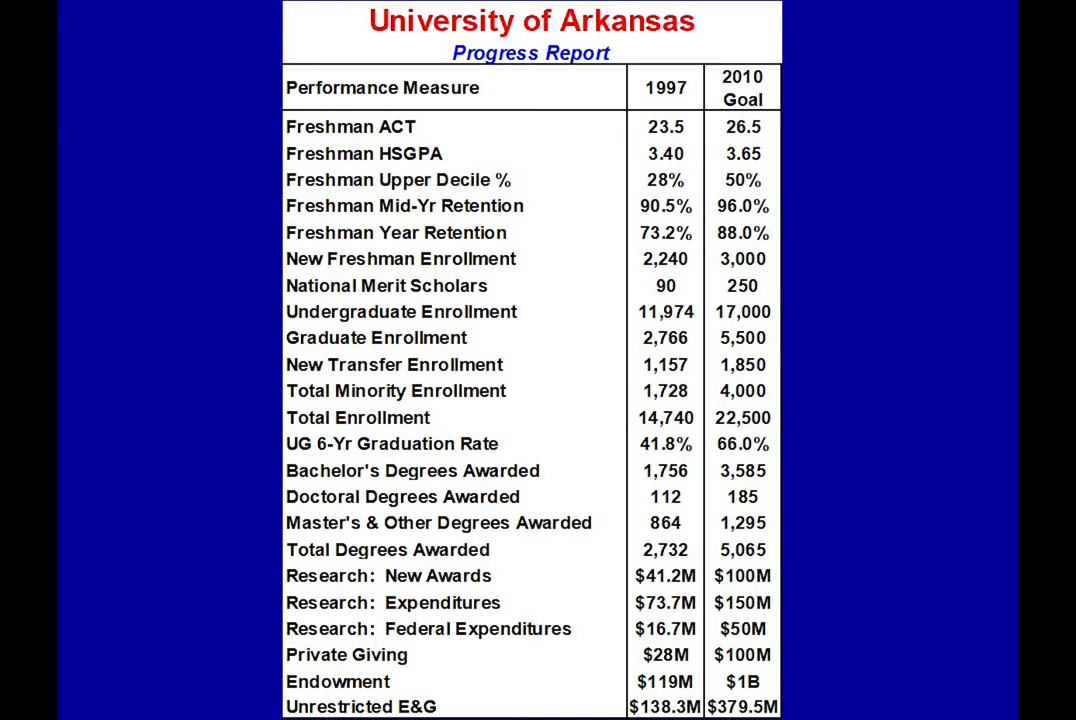 University of Arkansas
Progress Report
Performance Measure 1997 2010 Goal
Freshman ACT 23.5 26.5
Freshman HSGPA 3.40 3.65
Freshman Upper Decile % 28% 50%
Freshman Mid-Yr Retention 90.5% 96.0%
Freshman Year Retention 73.2% 88.0%
New Freshman Enrollment 2,240 3,000
National Merit Scholars 90 250
Undergraduate Enrollment 11,974 17,000
Graduate Enrollment 2,766 5,500
New Transfer Enrollment 1,157 1,850
Total Minority Enrollment 1,728 4,000
Total Enrollment 14,740 22,500
UG 6-Yr Graduation Rate 41.8% 66.0%
Bachelor's Degrees Awarded 1,756 3,585
Doctoral Degrees Awarded 112 185
Master's & Other Degrees Awarded 864 1,295
Total Degrees Awarded 2,732 5,065
Research: New Awards $41.2M $100M
Research: Expenditures $73.7M $150M
Research: Federal Expenditures $16.7M $50M
Private Giving $28M $100M
Endowment $119M $1B
Unrestricted E&G $138.3M $379.5M